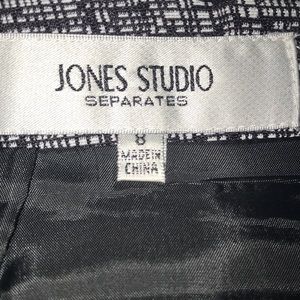 JONES STUDIO
SEPARATES
8
MADE IN
CHINA